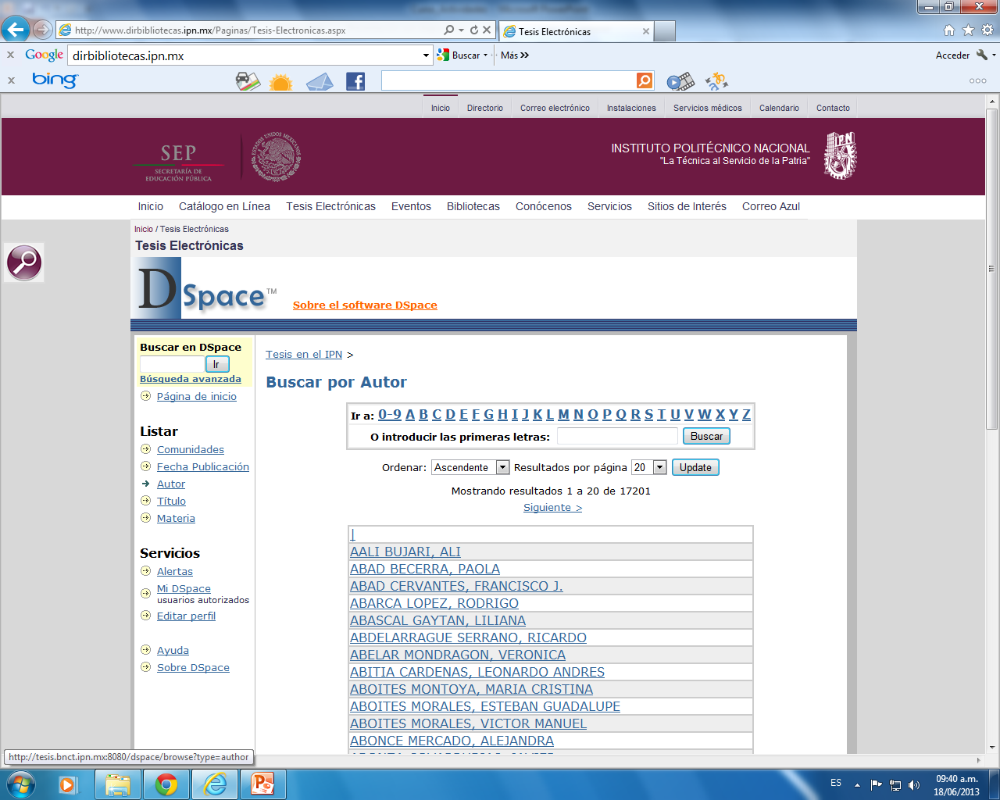 http://www.dirbibliotecas.ipn.mx/Paginas/Tesis-Electronicas.aspx
Tesis Electrónicas
x Google dirbibliotecas.ipn.mx Buscar Más >> Acceder
x bing
Inicio Directorio Correo electrónico Instalaciones Servicios médicos Calendario Contacto
SEP
SECRETARÍA DE
EDUCACIÓN PÚBLICA
ESTADOS UNIDOS MEXICANOS
INSTITUTO POLITÉCNICO NACIONAL
"La Técnica al Servicio de la Patria"
IPN
Inicio Catálogo en Línea Tesis Electrónicas Eventos Bibliotecas Conócenos Servicios Sitios de Interés Correo Azul
Inicio / Tesis Electrónicas
Tesis Electrónicas
DSpace™
Sobre el software DSpace
Buscar en DSpace
Ir
Búsqueda avanzada
Página de inicio
Listar
Comunidades
Fecha Publicación
Autor
Título
Materia
Servicios
Alertas
Mi DSpace
usuarios autorizados
Editar perfil
Ayuda
Sobre DSpace
Tesis en el IPN >
Buscar por Autor
Ir a: 0-9 A B C D E F G H I J K L M N O P Q R S T U V W X Y Z
O introducir las primeras letras: Buscar
Ordenar: Ascendente Resultados por página 20 Update
Mostrando resultados 1 a 20 de 17201
Siguiente >
|
AALI BUJARI, ALI
ABAD BECERRA, PAOLA
ABAD CERVANTES, FRANCISCO J.
ABARCA LOPEZ, RODRIGO
ABASCAL GAYTAN, LILIANA
ABDELARRAGUE SERRANO, RICARDO
ABELAR MONDRAGON, VERONICA
ABITIA CARDENAS, LEONARDO ANDRES
ABOITES MONTOYA, MARIA CRISTINA
ABOITES MORALES, ESTEBAN GUADALUPE
ABOITES MORALES, VICTOR MANUEL
ABONCE MERCADO, ALEJANDRA
http://tesis.bnct.ipn.mx:8080/dspace/browse?type=author
ES
09:40 a.m.
18/06/2013